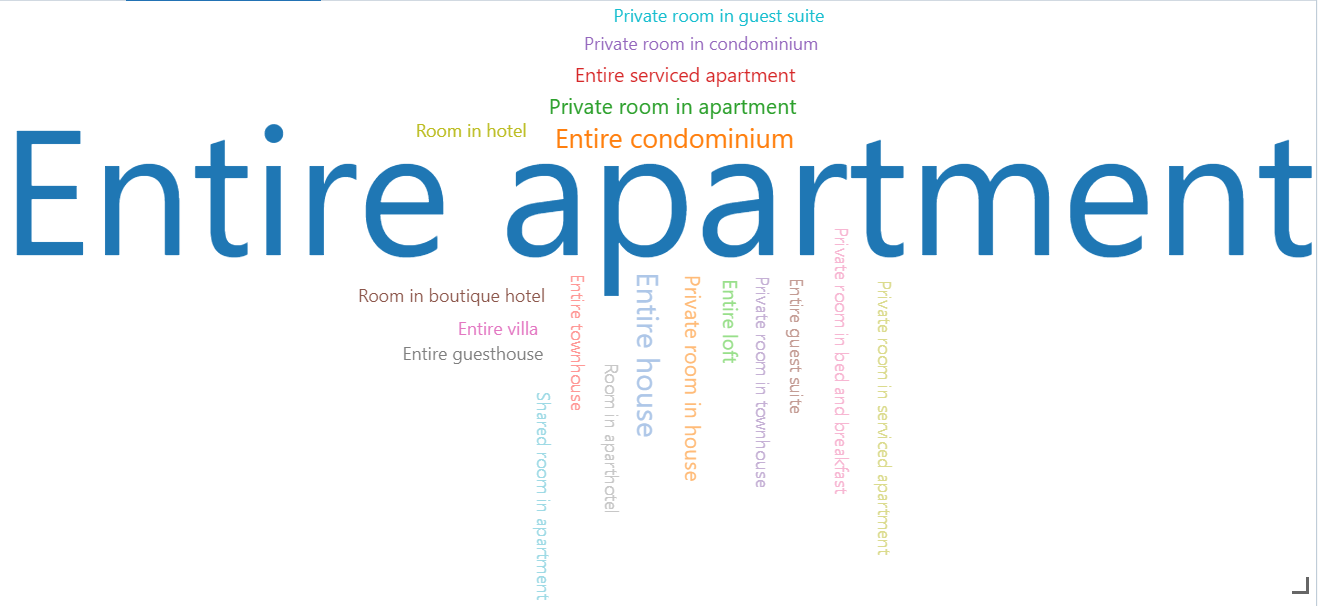 Private room in guest suite
Private room in condominium
Entire serviced apartment
Private room in apartment
Room in hotel
Entire condominium
Entire apartment
Room in boutique hotel
Entire villa
Entire guesthouse
Shared room in apartment
Entire townhouse
Room in aparthotel
Entire house
Private room in house
Entire loft
Private room in townhouse
Entire guest suite
Private room in bed and breakfast
Private room in serviced apartment